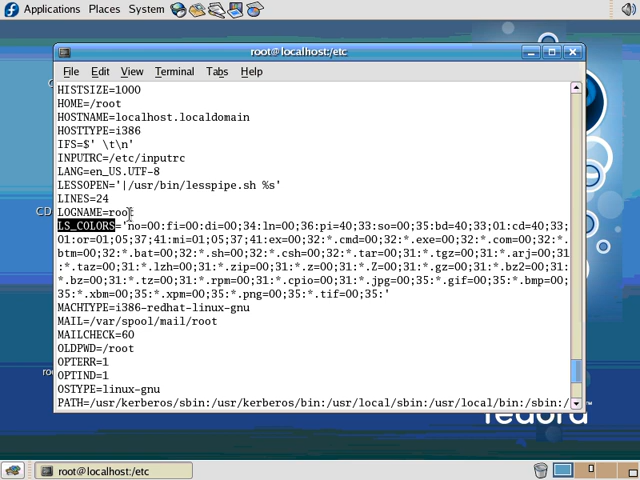 Applications Places System
root@localhost:/etc
File Edit View Terminal Tabs Help
HISTSIZE=1000
HOME=/root
HOSTNAME=localhost.localdomain
HOSTTYPE=i386
IFS=$' \t\n'
INPUTRC=/etc/inputrc
LANG=en_US.UTF-8
LESSOPEN='|/usr/bin/lesspipe.sh %s'
LINES=24
LOGNAME=root
LS_COLORS='no=00:fi=00:di=00;34:ln=00;36:pi=40;33:so=00;35:bd=40;33;01:cd=40;33;
01:or=01;05;37;41:mi=01;05;37;41:ex=00;32:*.cmd=00;32:*.exe=00;32:*.com=00;32:*.
btm=00;32:*.bat=00;32:*.sh=00;32:*.csh=00;32:*.tar=00;31:*.tgz=00;31:*.arj=00;31
:*.taz=00;31:*.lzh=00;31:*.zip=00;31:*.z=00;31:*.Z=00;31:*.gz=00;31:*.bz2=00;31:
*.bz=00;31:*.tz=00;31:*.rpm=00;31:*.cpio=00;31:*.jpg=00;35:*.gif=00;35:*.bmp=00;
35:*.xbm=00;35:*.xpm=00;35:*.png=00;35:*.tif=00;35:'
MACHTYPE=i386-redhat-linux-gnu
MAIL=/var/spool/mail/root
MAILCHECK=60
OLDPWD=/root
OPTERR=1
OPTIND=1
OSTYPE=linux-gnu
PATH=/usr/kerberos/sbin:/usr/kerberos/bin:/usr/local/sbin:/usr/local/bin:/sbin:/
root@localhost:/etc